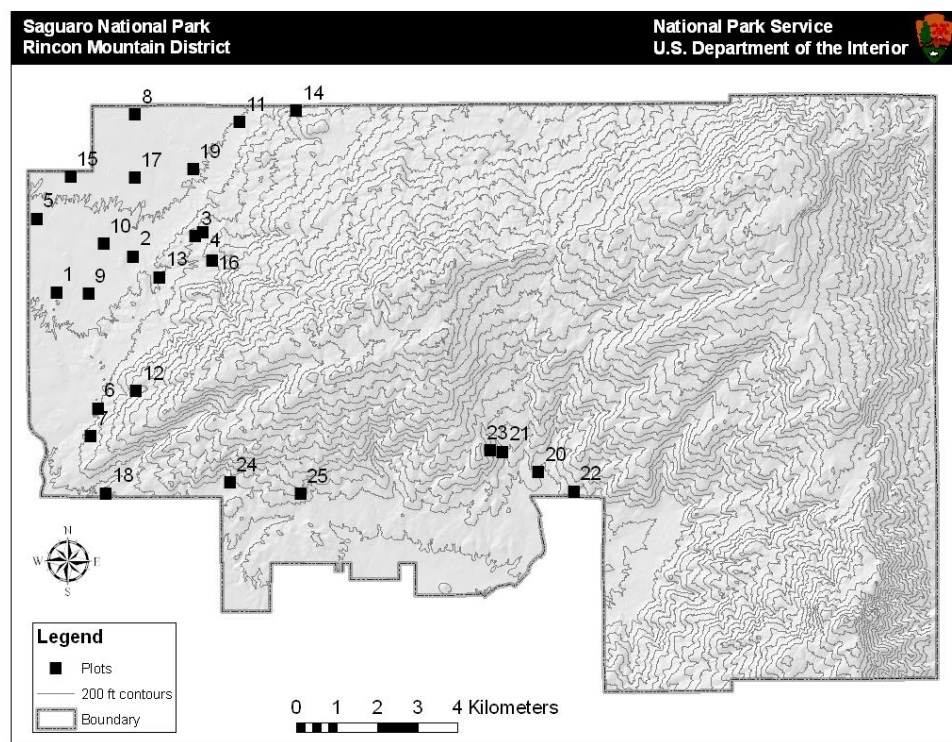 Saguaro National Park
Rincon Mountain District
National Park Service
U.S. Department of the Interior
8
11
14
15
17
19
5
10
2
3
4
16
13
1
9
12
6
7
18
24
25
23 21
20
22
N
W E
S
Legend
Plots
200 ft contours
Boundary
0 1 2 3 4 Kilometers